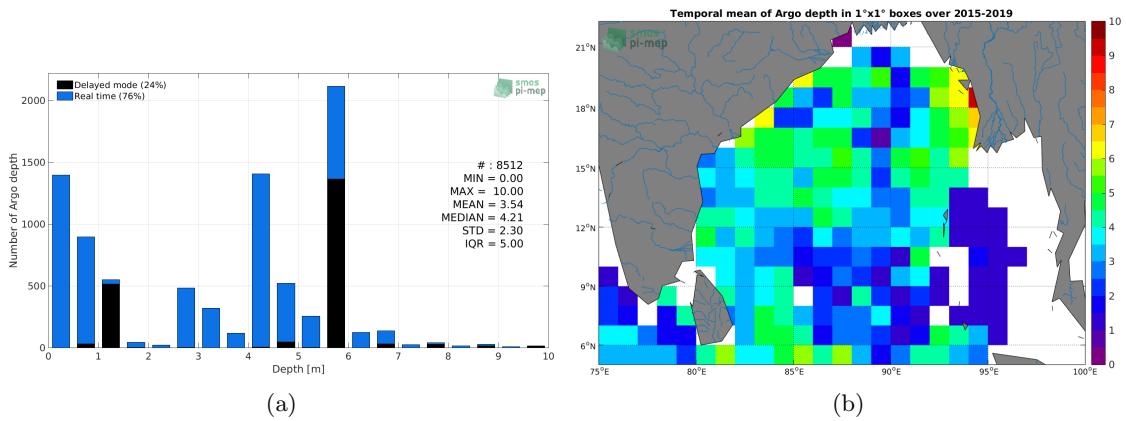 smos
pi-mep
Delayed mode (24%)
Real time (76%)
# : 8512
MIN = 0.00
MAX = 10.00
MEAN = 3.54
MEDIAN = 4.21
STD = 2.30
IQR = 5.00
Number of Argo depth
2000
1500
1000
500
0
0 1 2 3 4 5 6 7 8 9 10
Depth [m]
(a)
Temporal mean of Argo depth in 1°x1° boxes over 2015-2019
smos
pi-mep
21°N
18°N
15°N
12°N
9°N
6°N
75°E 80°E 85°E 90°E 95°E 100°E
10
9
8
7
6
5
4
3
2
1
0
(b)